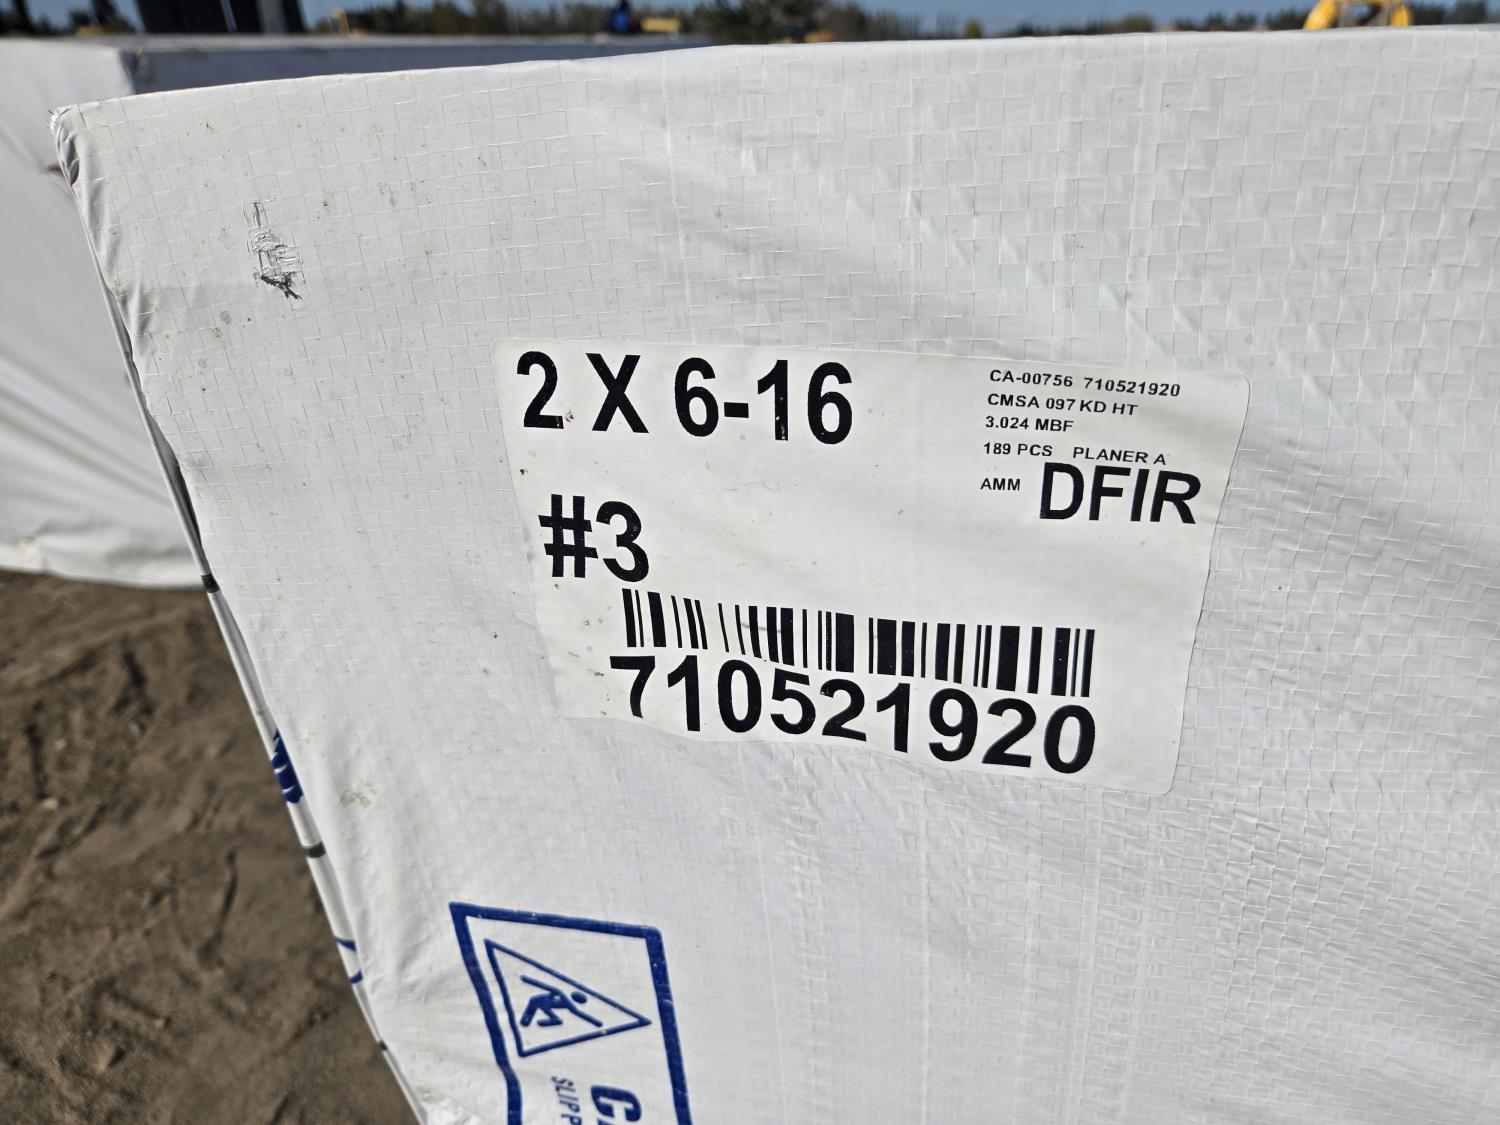 2 X 6-16
CA-00756 710521920
CMSA 097 KD HT
3.024 MBF
189 PCS PLANER A
AMM DFIR
#3
710521920